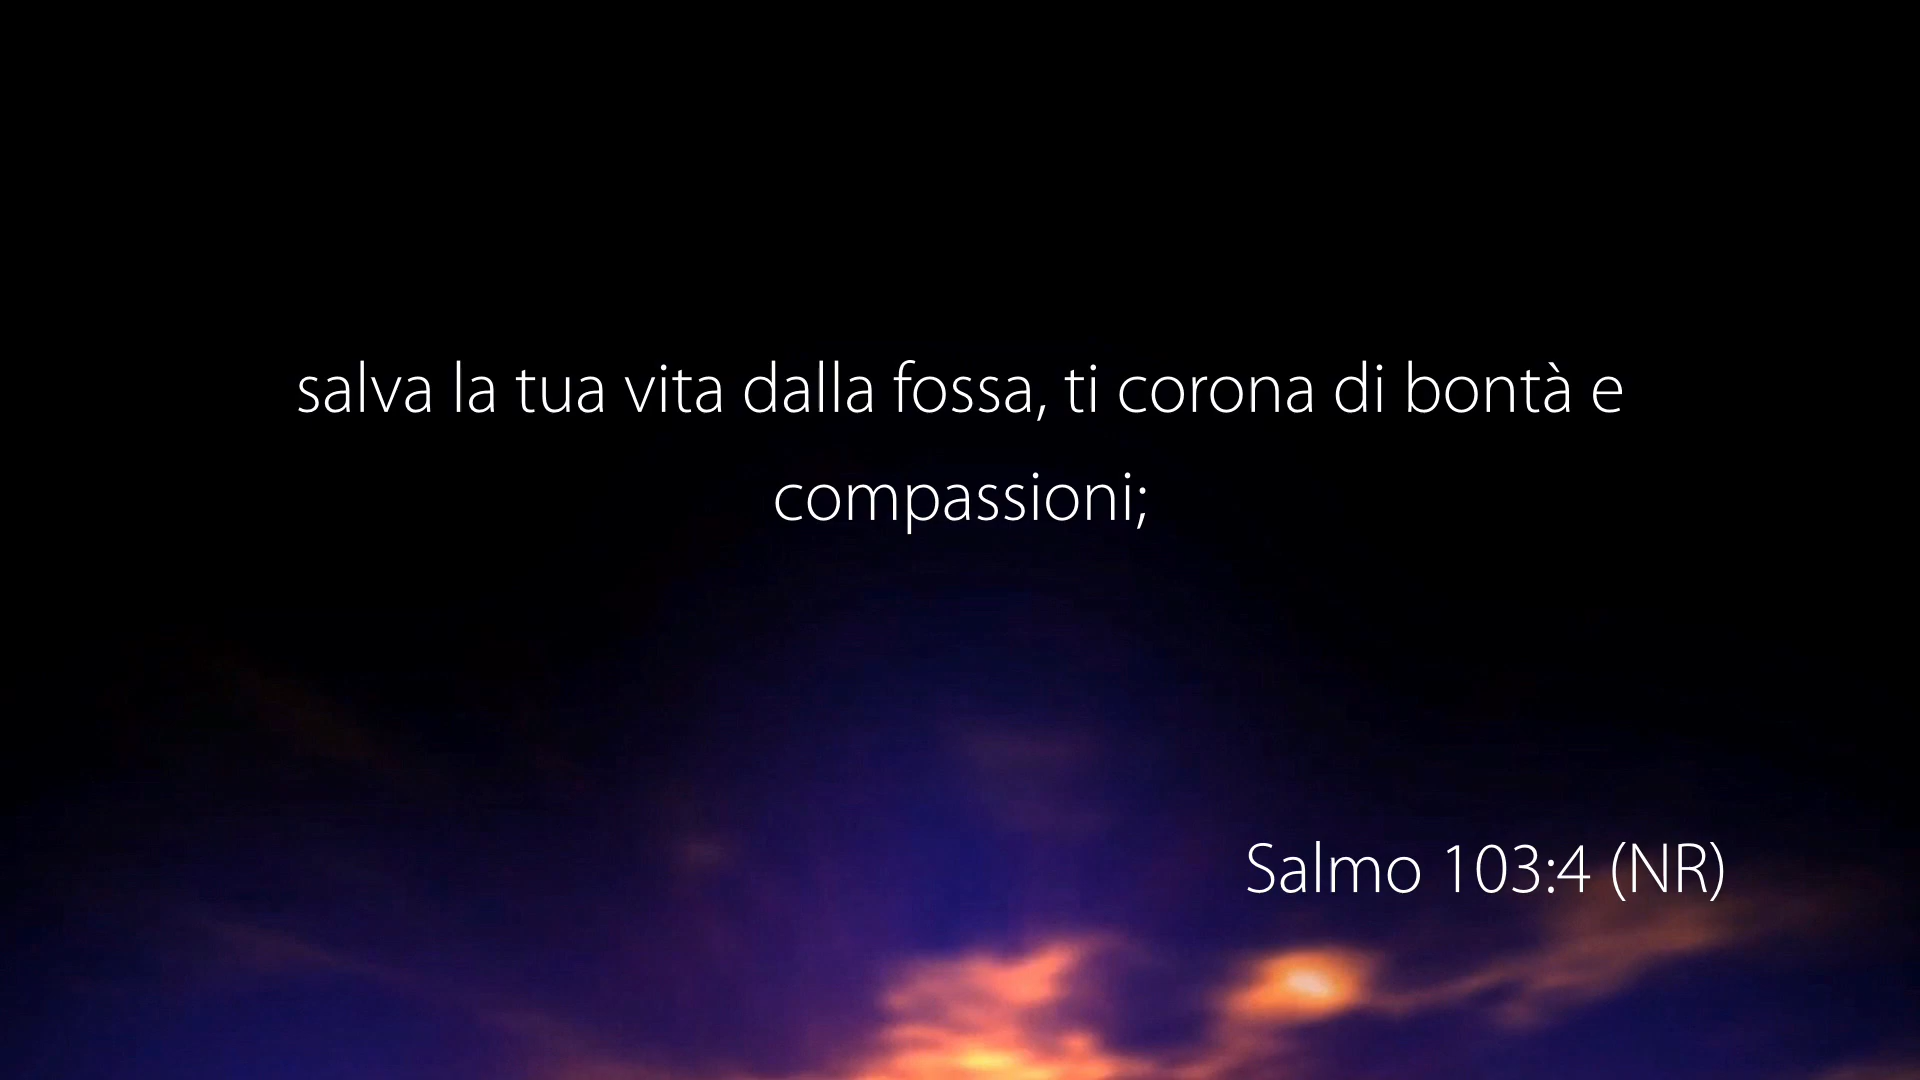 salva la tua vita dalla fossa, ti corona di bontà e
compassioni;
Salmo 103:4 (NR)